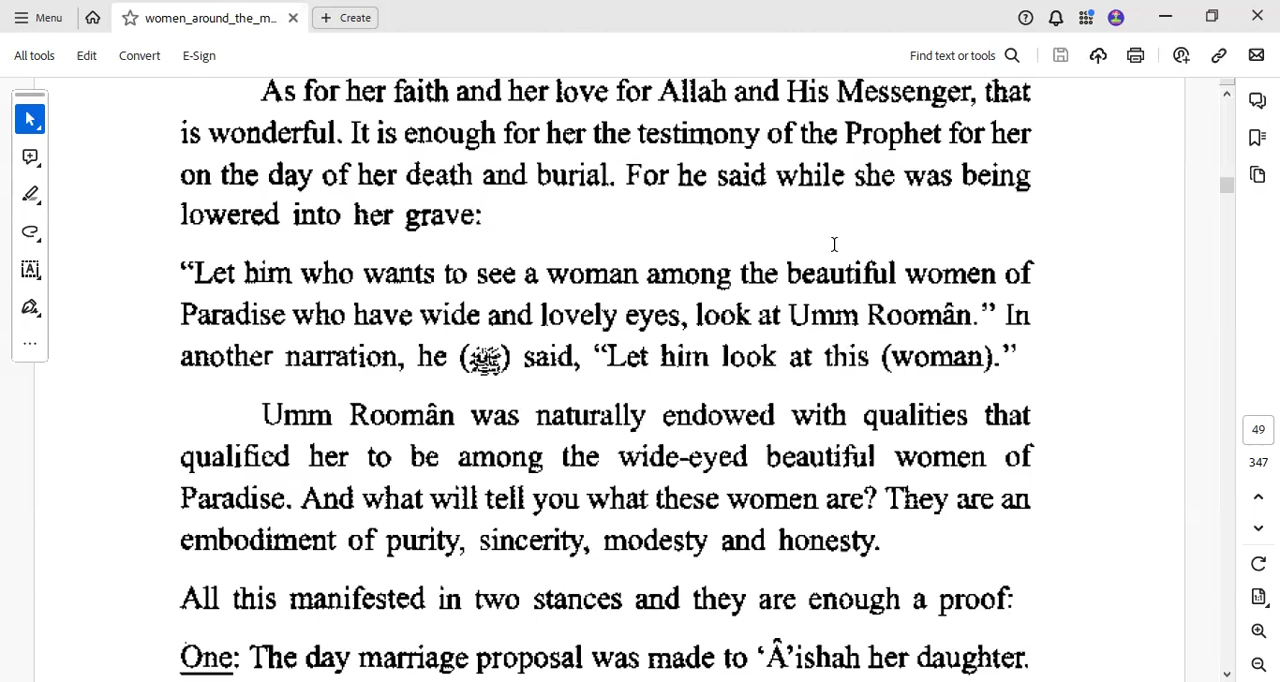 Menu
women_around_the_m...
Create
All tools
Edit
Convert
E-Sign
Find text or tools
As for her faith and her love for Allah and His Messenger, that
is wonderful. It is enough for her the testimony of the Prophet for her
on the day of her death and burial. For he said while she was being
lowered into her grave:
“Let him who wants to see a woman among the beautiful women of
Paradise who have wide and lovely eyes, look at Umm Roomân.” In
another narration, he (ﷺ) said, “Let him look at this (woman).”
Umm Roomân was naturally endowed with qualities that
qualified her to be among the wide-eyed beautiful women of
Paradise. And what will tell you what these women are? They are an
embodiment of purity, sincerity, modesty and honesty.
All this manifested in two stances and they are enough a proof:
One: The day marriage proposal was made to ‘Â’ishah her daughter.
49
347